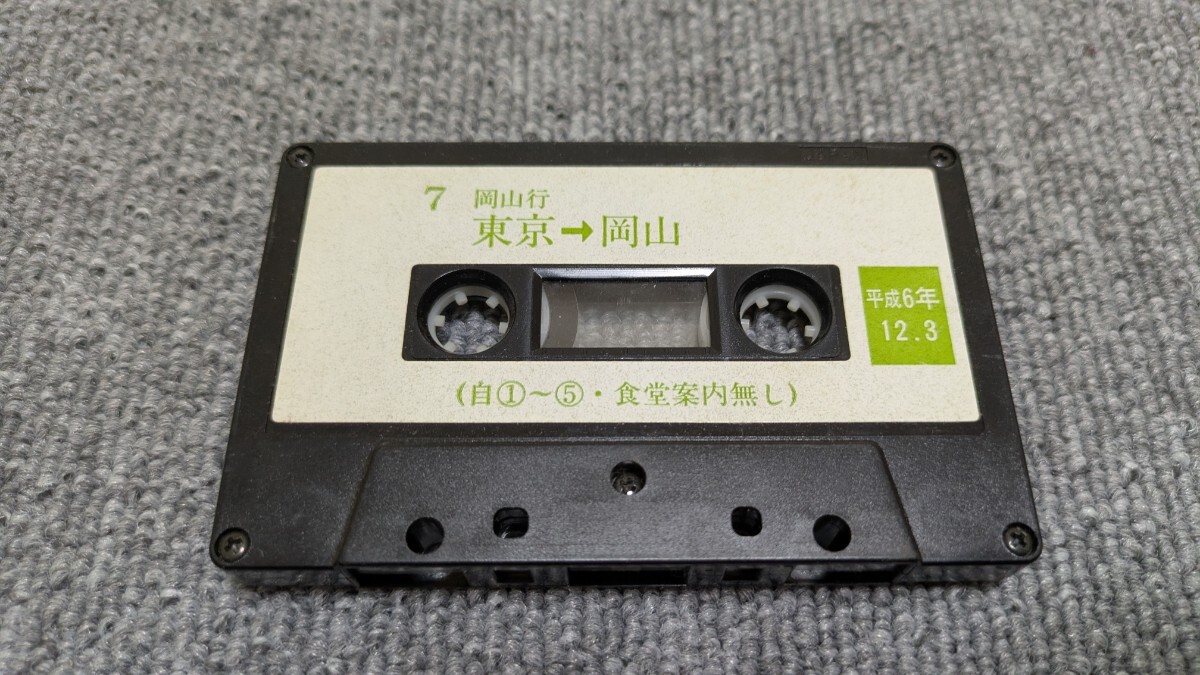 7 岡山行
東京→岡山
平成6年
12.3
(自①~⑤・食堂案内無し)